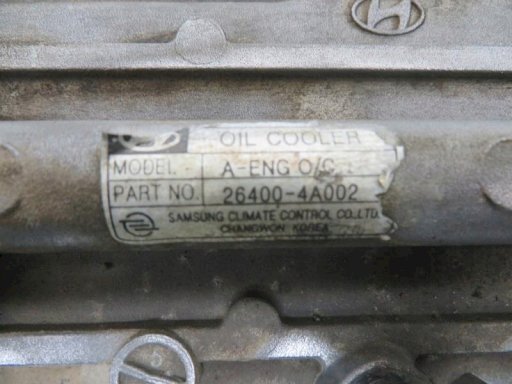 OIL COOLER
MODEL A-ENG O/C
PART NO. 26400-4A002
SAMSUNG CLIMATE CONTROL CO.,LTD.
CHANGWON KOREA